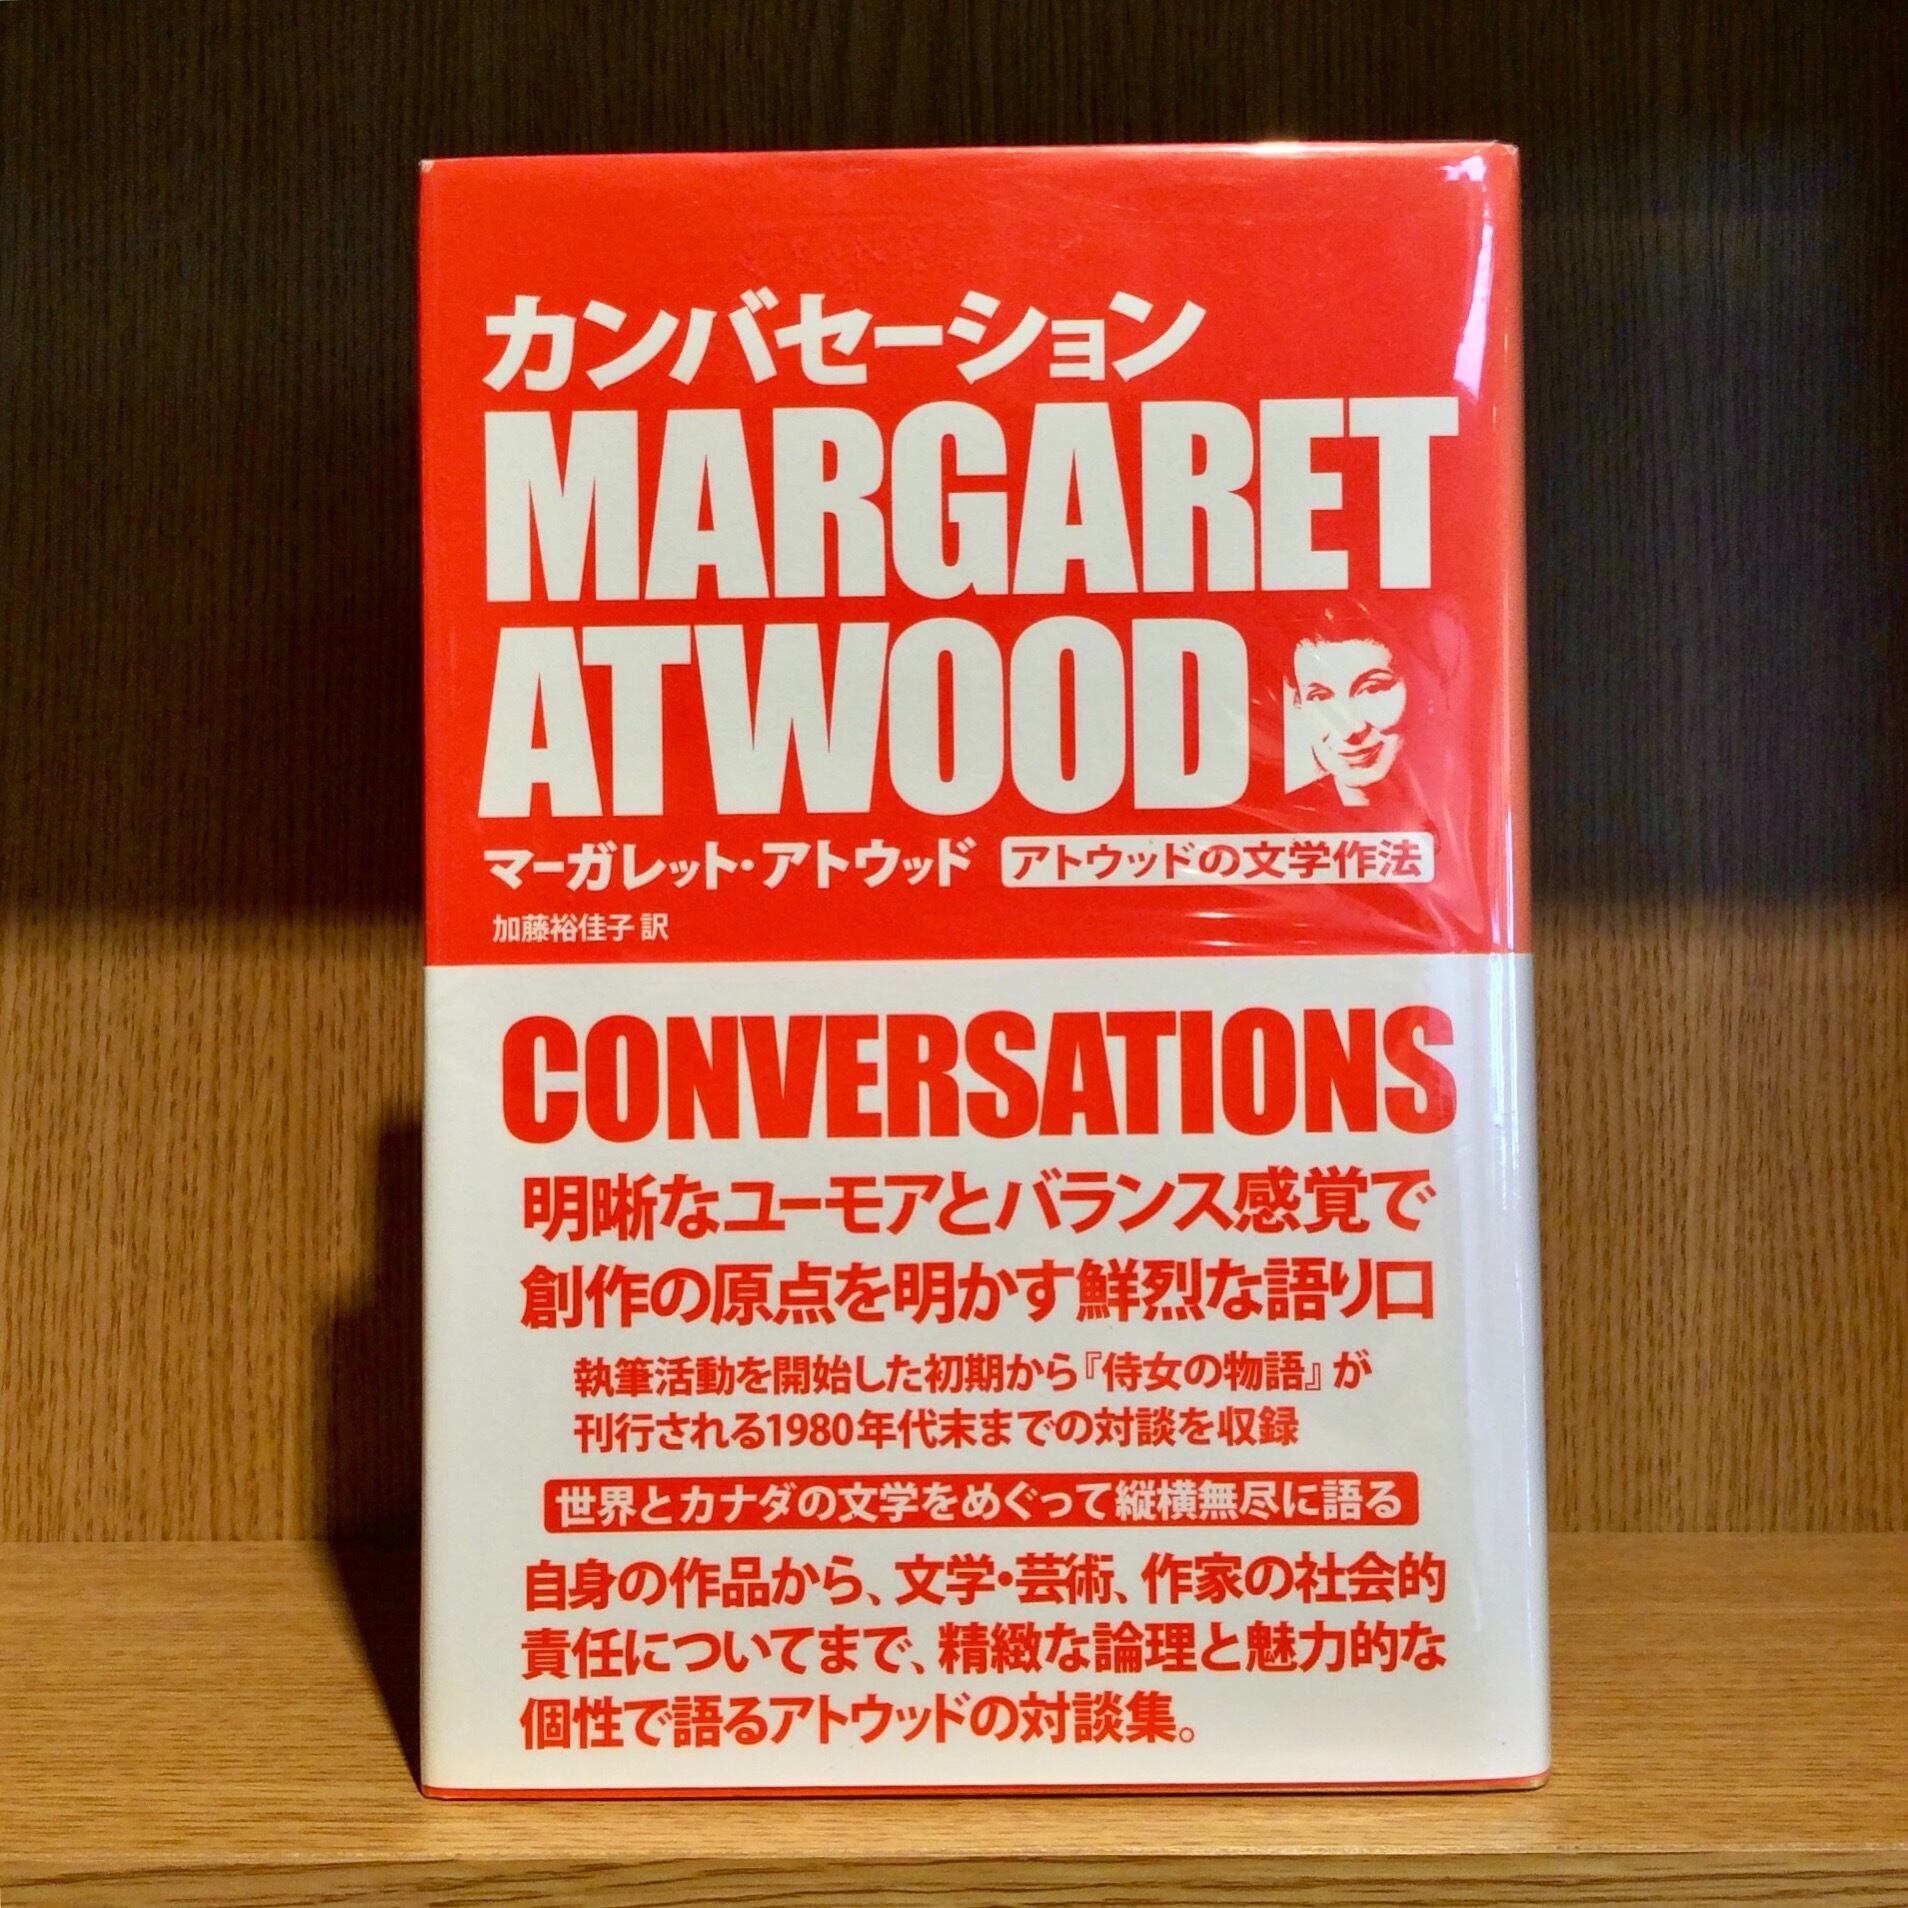 カンバセーション
MARGARET
ATWOOD
マーガレット・アトウッド アトウッドの文学作法
加藤裕佳子 訳
CONVERSATIONS
明晰なユーモアとバランス感覚で
創作の原点を明かす鮮烈な語り口
執筆活動を開始した初期から『侍女の物語』が
刊行される1980年代末までの対談を収録
世界とカナダの文学をめぐって縦横無尽に語る
自身の作品から、文学・芸術、作家の社会的
責任についてまで、精緻な論理と魅力的な
個性で語るアトウッドの対談集。